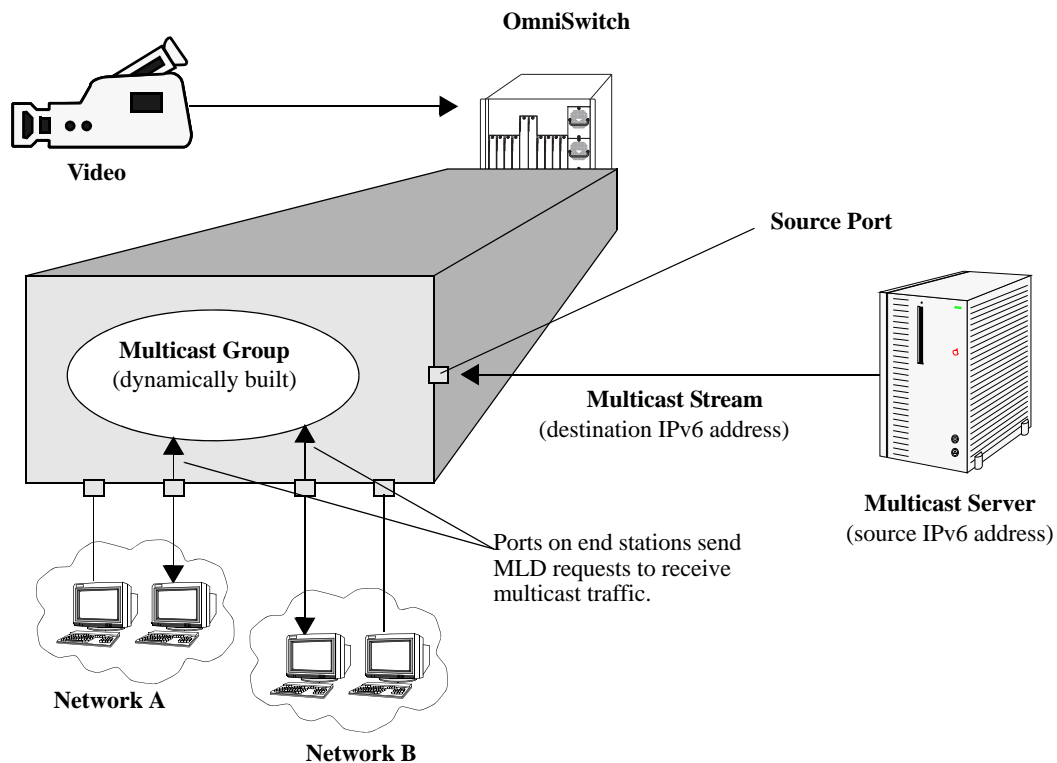 OmniSwitch
Video
Source Port
Multicast Group
(dynamically built)
Multicast Stream
(destination IPv6 address)
Multicast Server
(source IPv6 address)
Ports on end stations send
MLD requests to receive
multicast traffic.
Network A
Network B